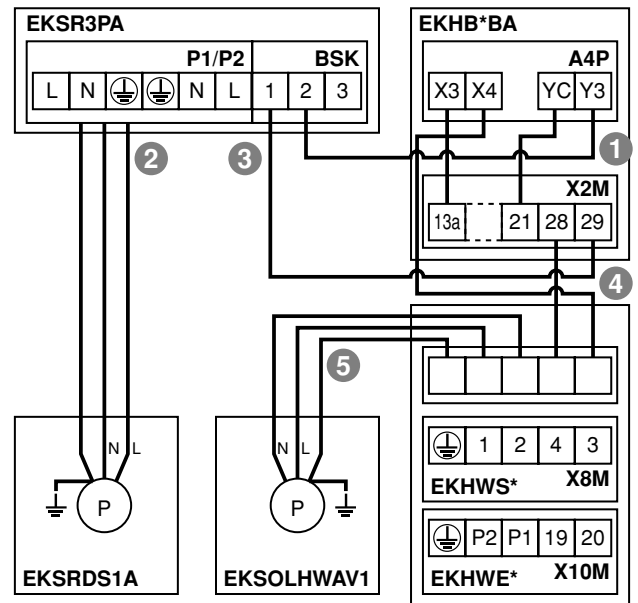 EKSR3PA
P1/P2 BSK
L N N L 1 2 3
EKHB*BA
A4P
X3 X4 YC Y3
1
2
3
X2M
13a 21 28 29
4
5
N L
P
EKSRDS1A
N L
P
EKSOLHWAV1
1 2 4 3
EKHWS* X8M
P2 P1 19 20
EKHWE* X10M